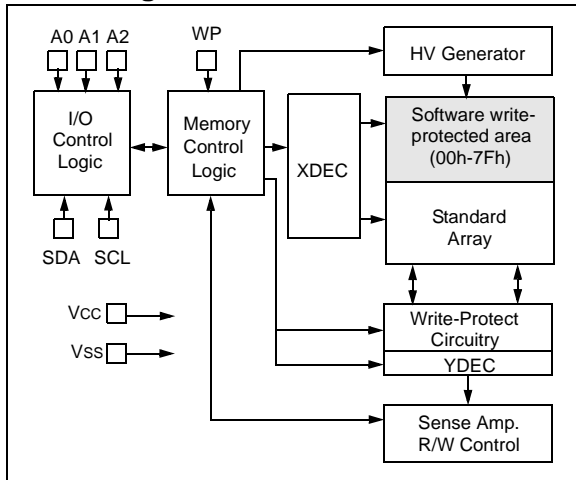 A0 A1 A2
WP
HV Generator
I/O
Control
Logic
Memory
Control
Logic
XDEC
Software write-
protected area
(00h-7Fh)
Standard
Array
SDA SCL
Vcc
Vss
Write-Protect
Circuitry
YDEC
Sense Amp.
R/W Control